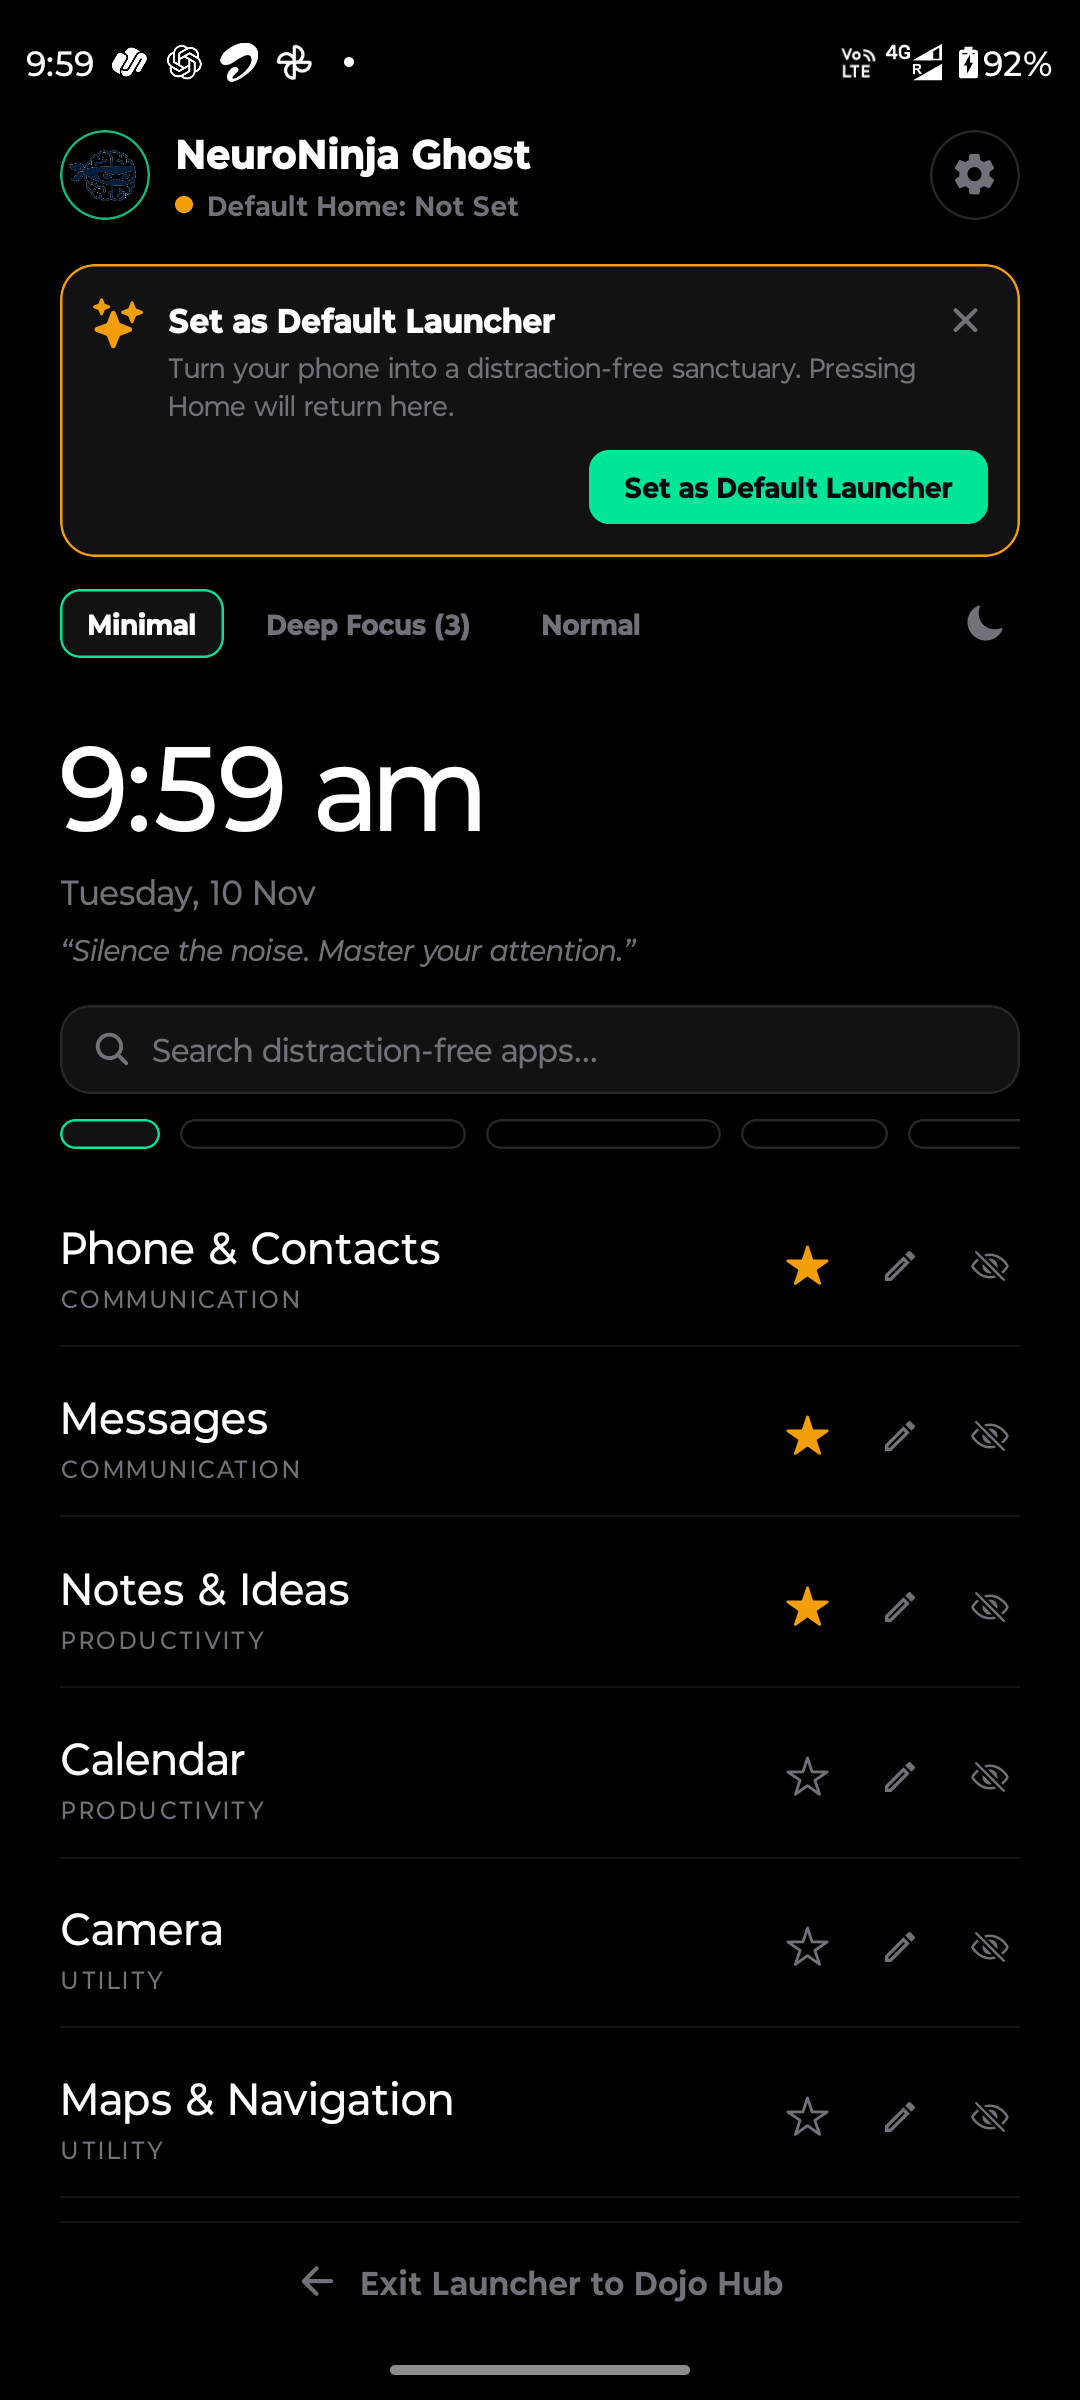 9:59
VoLTE 4G R 92%
NeuroNinja Ghost
Default Home: Not Set
Set as Default Launcher
Turn your phone into a distraction-free sanctuary. Pressing
Home will return here.
Set as Default Launcher
Minimal Deep Focus (3) Normal
9:59 am
Tuesday, 10 Nov
“Silence the noise. Master your attention.”
Search distraction-free apps...
Phone & Contacts
COMMUNICATION
Messages
COMMUNICATION
Notes & Ideas
PRODUCTIVITY
Calendar
PRODUCTIVITY
Camera
UTILITY
Maps & Navigation
UTILITY
Exit Launcher to Dojo Hub